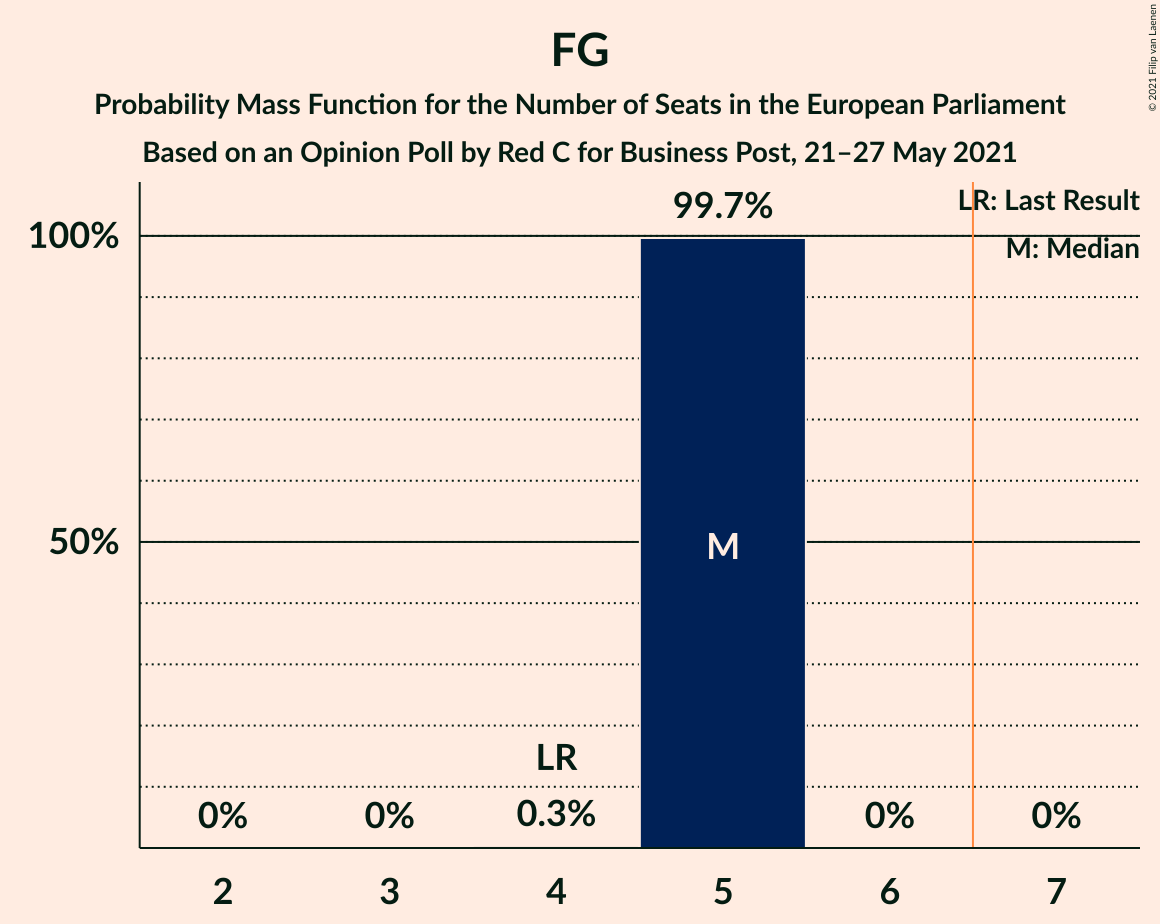 FG
Probability Mass Function for the Number of Seats in the European Parliament
Based on an Opinion Poll by Red C for Business Post, 21–27 May 2021
© 2021 Filip van Laenen
99.7%
LR: Last Result
100%
M: Median
50%
M
LR
0% 0% 0.3% 0% 0%
2 3 4 5 6 7